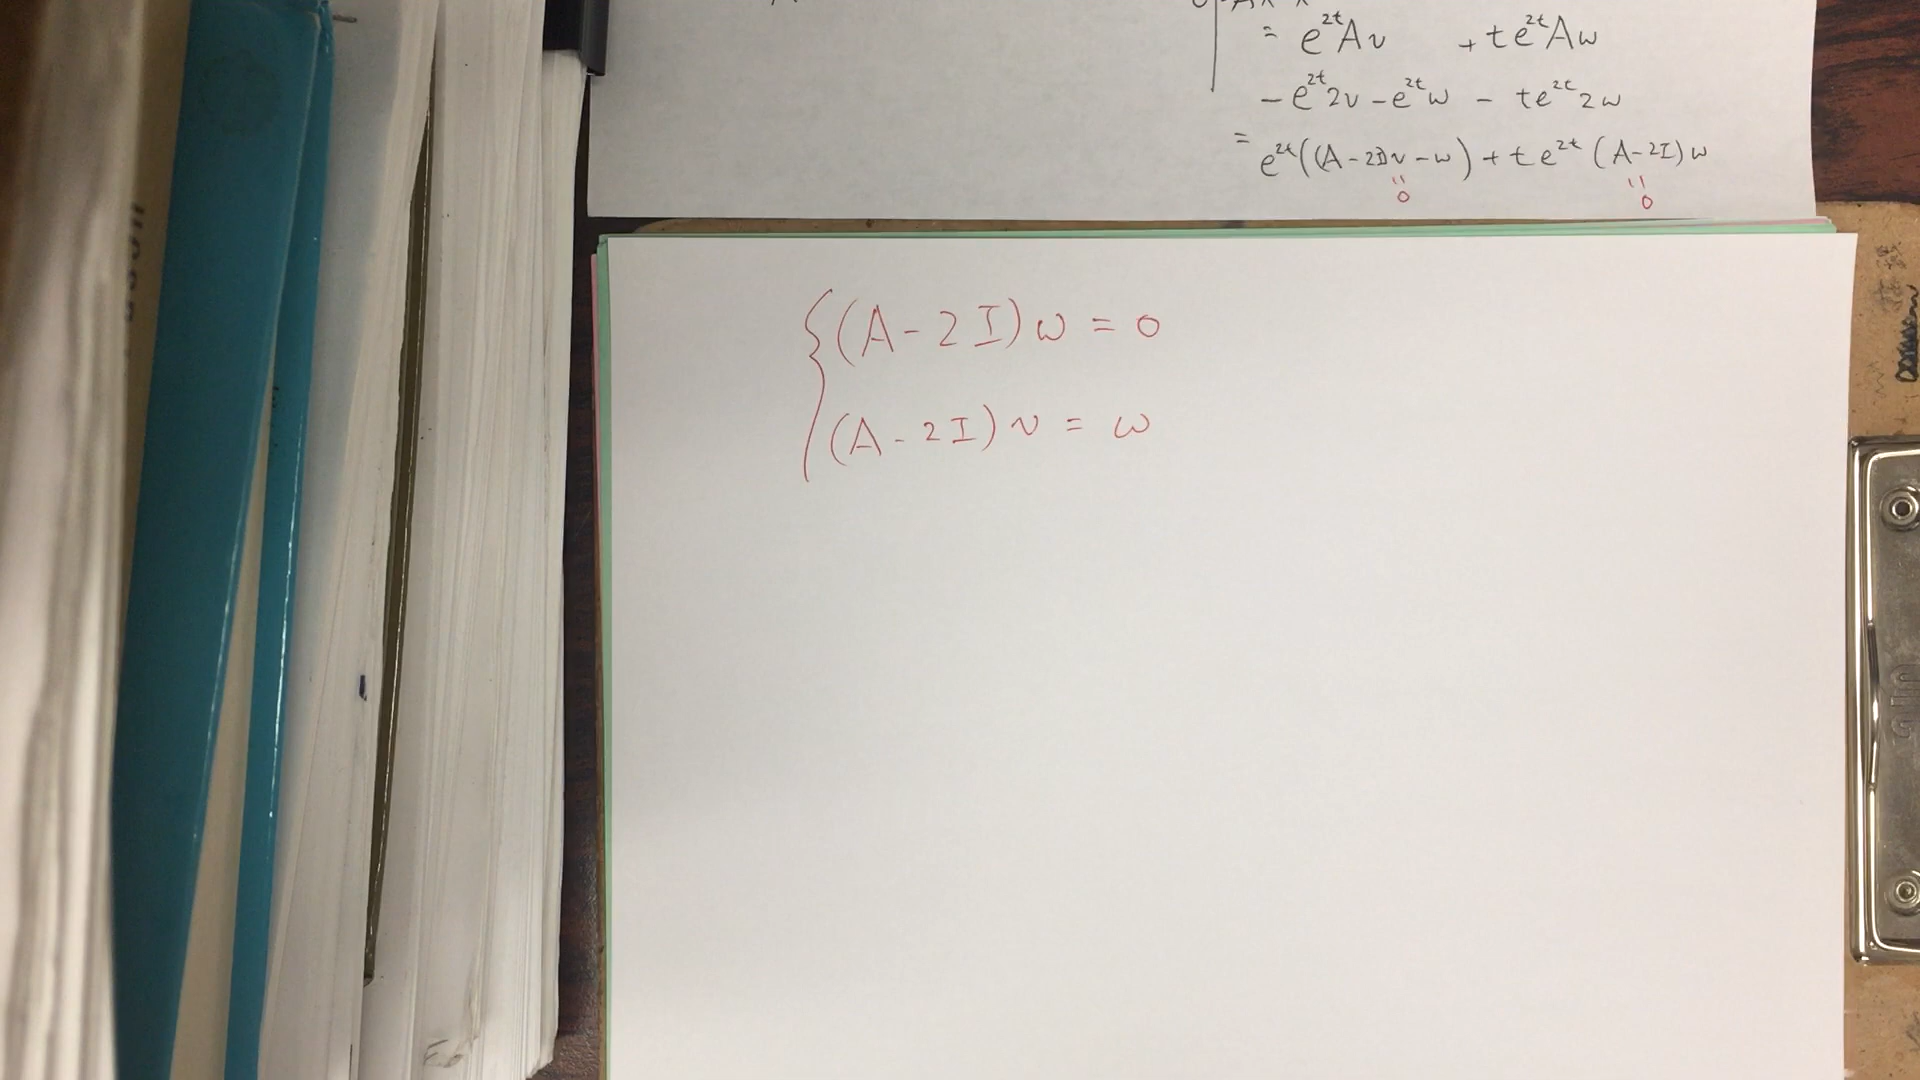 = e^{2t}Av + te^{2t}Aw
- e^{2t}2v - e^{2t}w - te^{2t}2w
= e^{2t}((A-2I)v - w) + te^{2t}(A-2I)w
" "
0 0
{(A-2I)w = 0
(A-2I)v = w